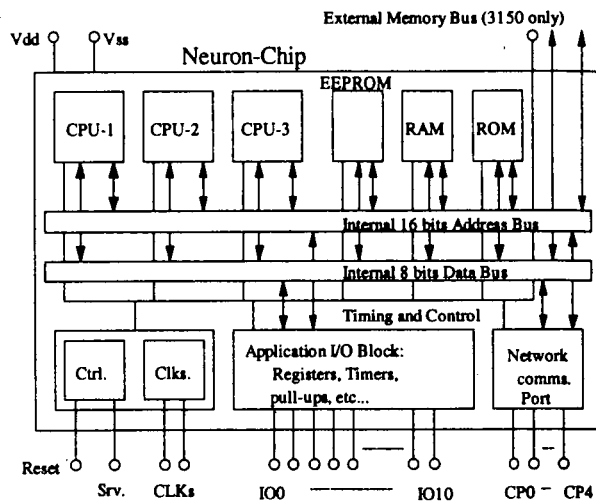 External Memory Bus (3150 only)
Vdd
Vss
Neuron-Chip
EEPROM
CPU-1
CPU-2
CPU-3
RAM
ROM
Internal 16 bits Address Bus
Internal 8 bits Data Bus
Timing and Control
Ctrl.
Clks.
Application I/O Block:
Registers, Timers,
pull-ups, etc...
Network
comms.
Port
Reset
Srv.
CLKs
IO0
IO10
CP0 –
CP4